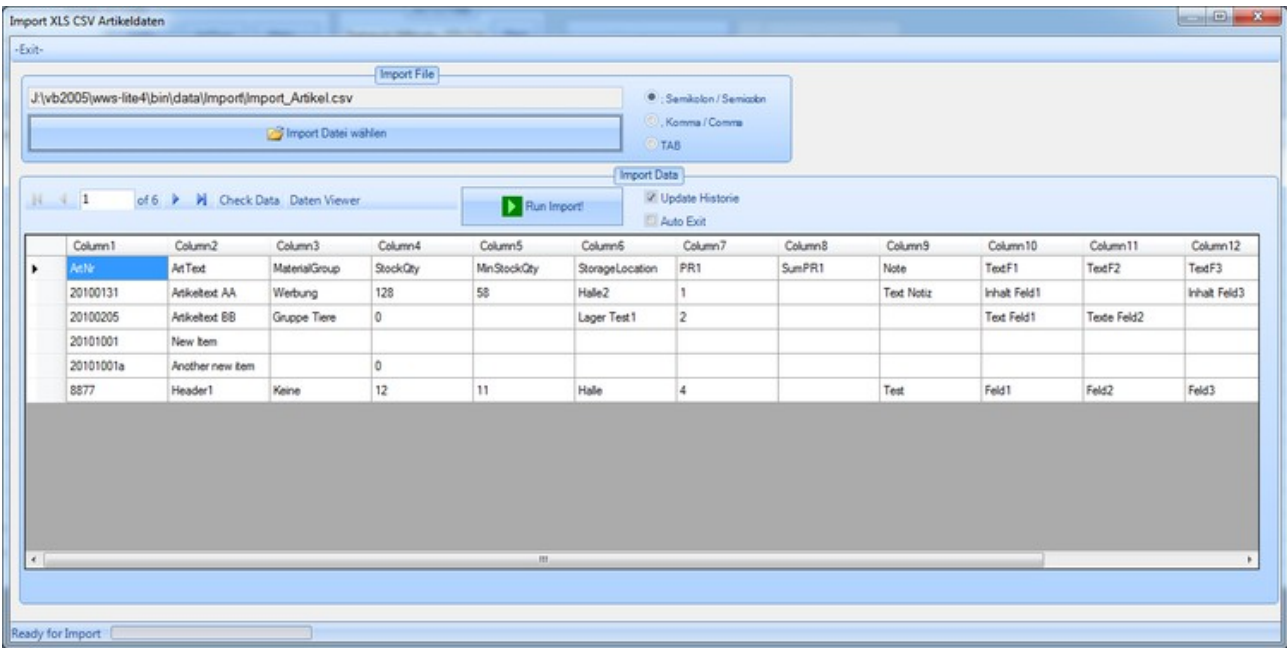 Import XLS CSV Artikeldaten
-Exit-
Import File
J:\vb2005\wws-lite4\bin\data\Import\Import_Artikel.csv
; Semikolon / Semicolon
Import Datei wählen
, Komma / Comma
TAB
Import Data
1 of 6 Check Data Daten Viewer
Run Import!
Update Historie
Auto Exit
Column1 Column2 Column3 Column4 Column5 Column6 Column7 Column8 Column9 Column10 Column11 Column12
ArtNr ArtText MaterialGroup StockQty MinStockQty StorageLocation PR1 SumPR1 Note TextF1 TextF2 TextF3
20100131 Artikeltext AA Werbung 128 58 Halle2 1 Text Notiz Inhalt Feld1 Inhalt Feld3
20100205 Artikeltext BB Gruppe Tiere 0 Lager Test1 2 Text Feld1 Texte Feld2
20101001 New Item
20101001a Another new item 0
8877 Header1 Keine 12 11 Halle 4 Test Feld1 Feld2 Feld3
Ready for Import